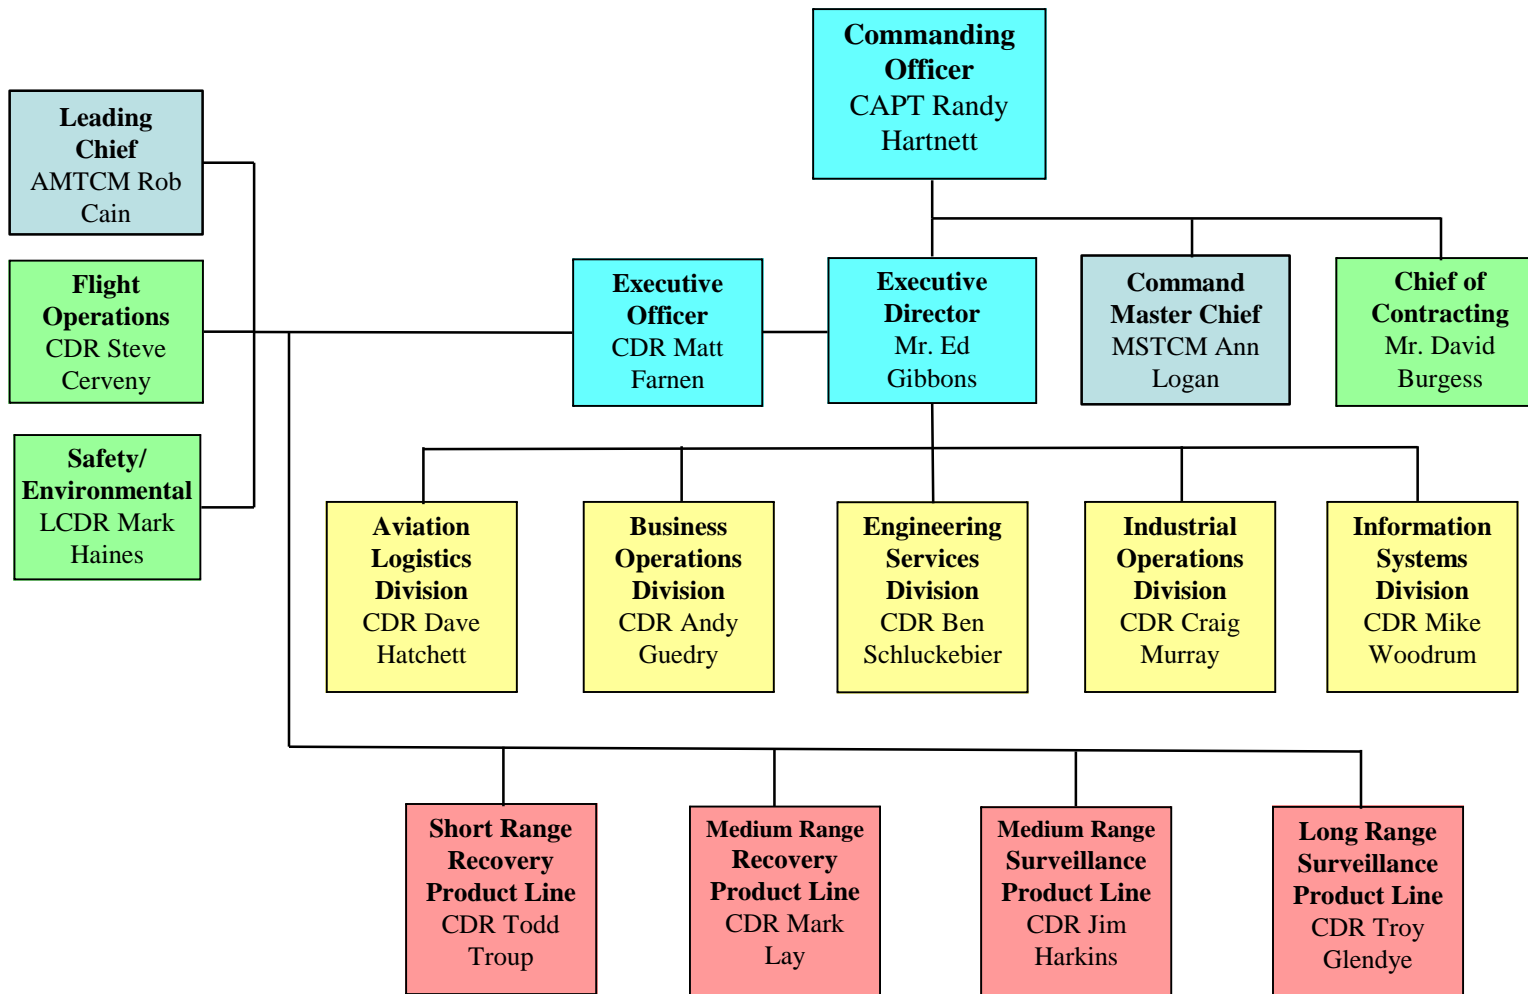 Commanding
Officer
CAPT Randy
Hartnett
Leading
Chief
AMTCM Rob
Cain
Flight
Operations
CDR Steve
Cerveny
Safety/
Environmental
LCDR Mark
Haines
Executive
Officer
CDR Matt
Farnen
Executive
Director
Mr. Ed
Gibbons
Command
Master Chief
MSTCM Ann
Logan
Chief of
Contracting
Mr. David
Burgess
Aviation
Logistics
Division
CDR Dave
Hatchett
Business
Operations
Division
CDR Andy
Guedry
Engineering
Services
Division
CDR Ben
Schluckebier
Industrial
Operations
Division
CDR Craig
Murray
Information
Systems
Division
CDR Mike
Woodrum
Short Range
Recovery
Product Line
CDR Todd
Troup
Medium Range
Recovery
Product Line
CDR Mark
Lay
Medium Range
Surveillance
Product Line
CDR Jim
Harkins
Long Range
Surveillance
Product Line
CDR Troy
Glendye